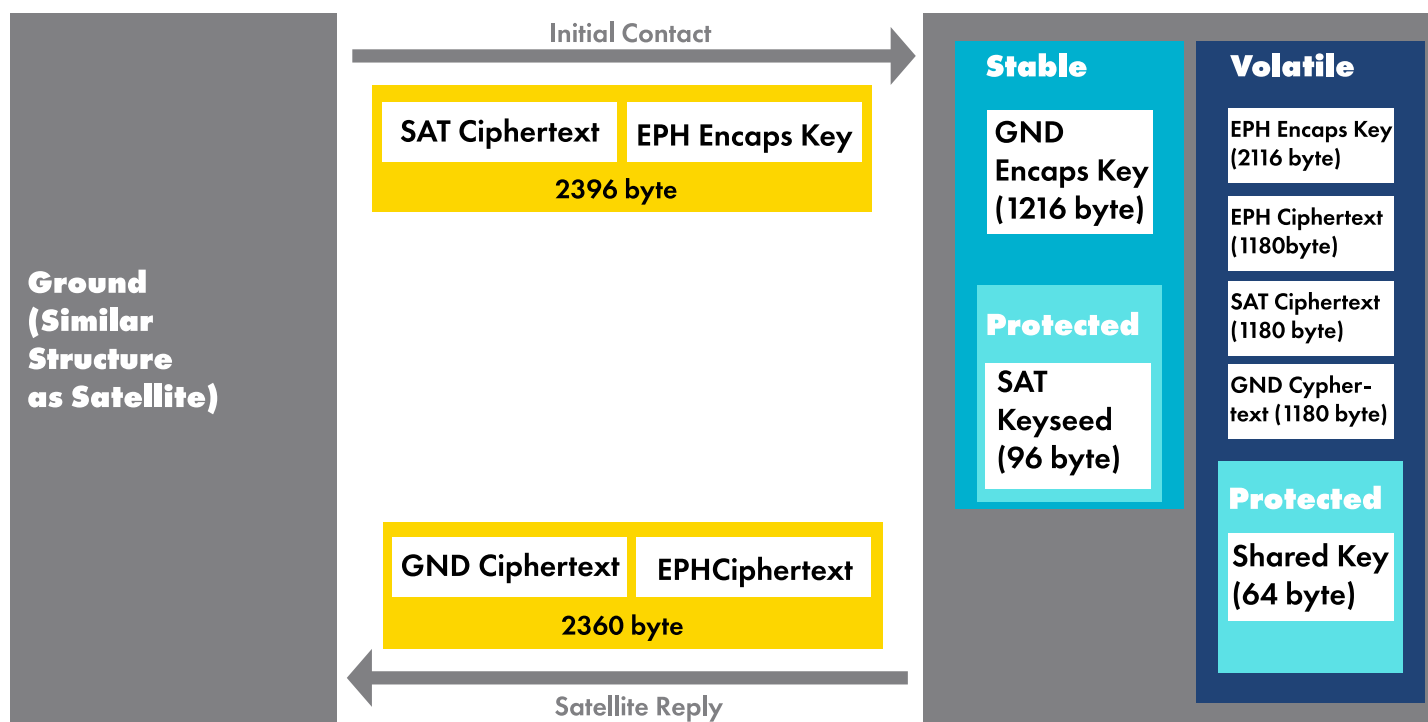 Initial Contact
SAT Ciphertext
EPH Encaps Key
2396 byte
Ground
(Similar
Structure
as Satellite)
GND Ciphertext
EPHCiphertext
2360 byte
Satellite Reply
Stable
GND
Encaps Key
(1216 byte)
Protected
SAT
Keyseed
(96 byte)
Volatile
EPH Encaps Key
(2116 byte)
EPH Ciphertext
(1180byte)
SAT Ciphertext
(1180 byte)
GND Cypher-
text (1180 byte)
Protected
Shared Key
(64 byte)